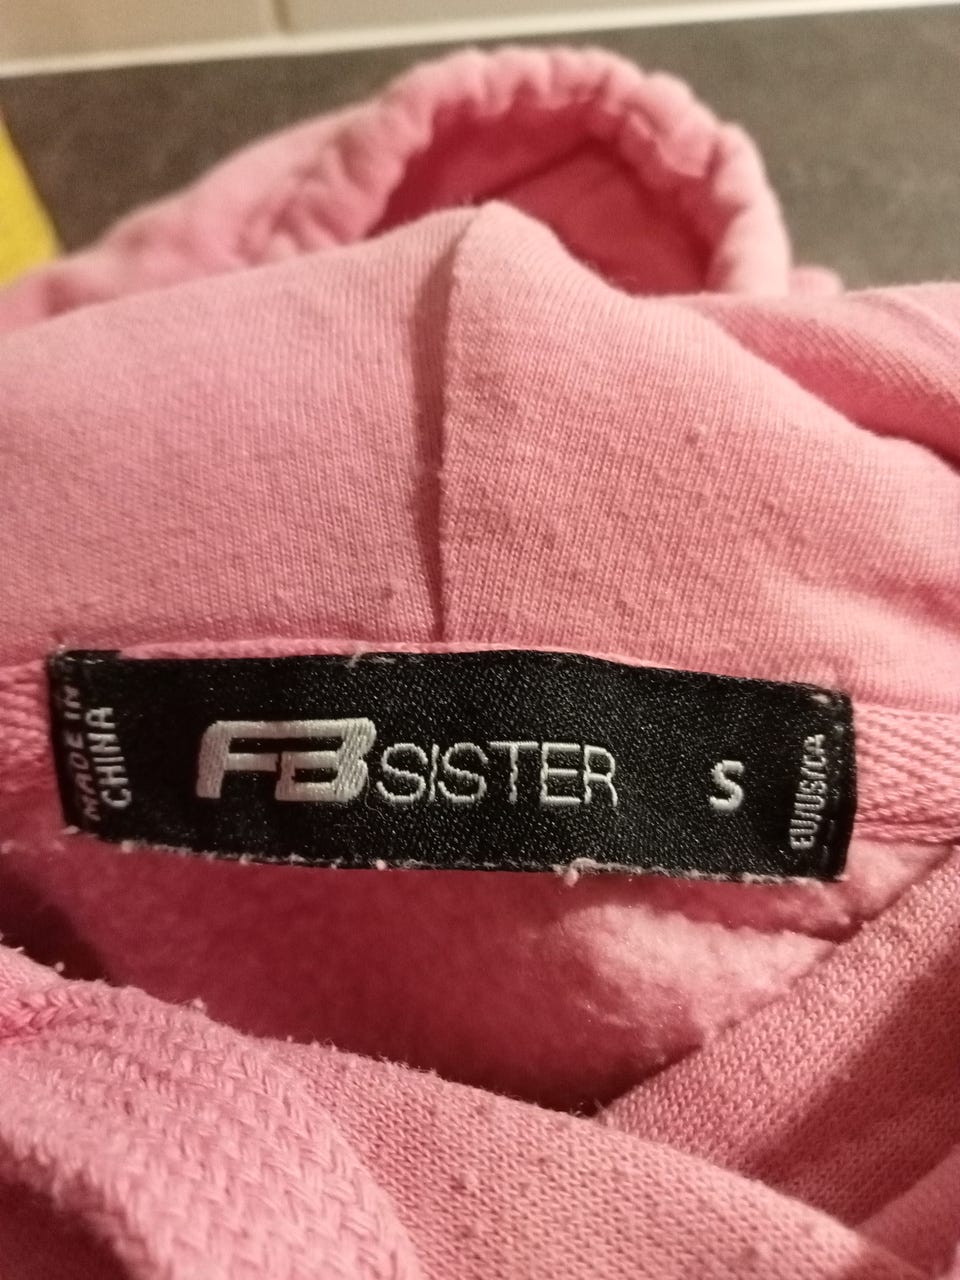 MADE IN
CHINA
FB SISTER
S
EU/US/CA